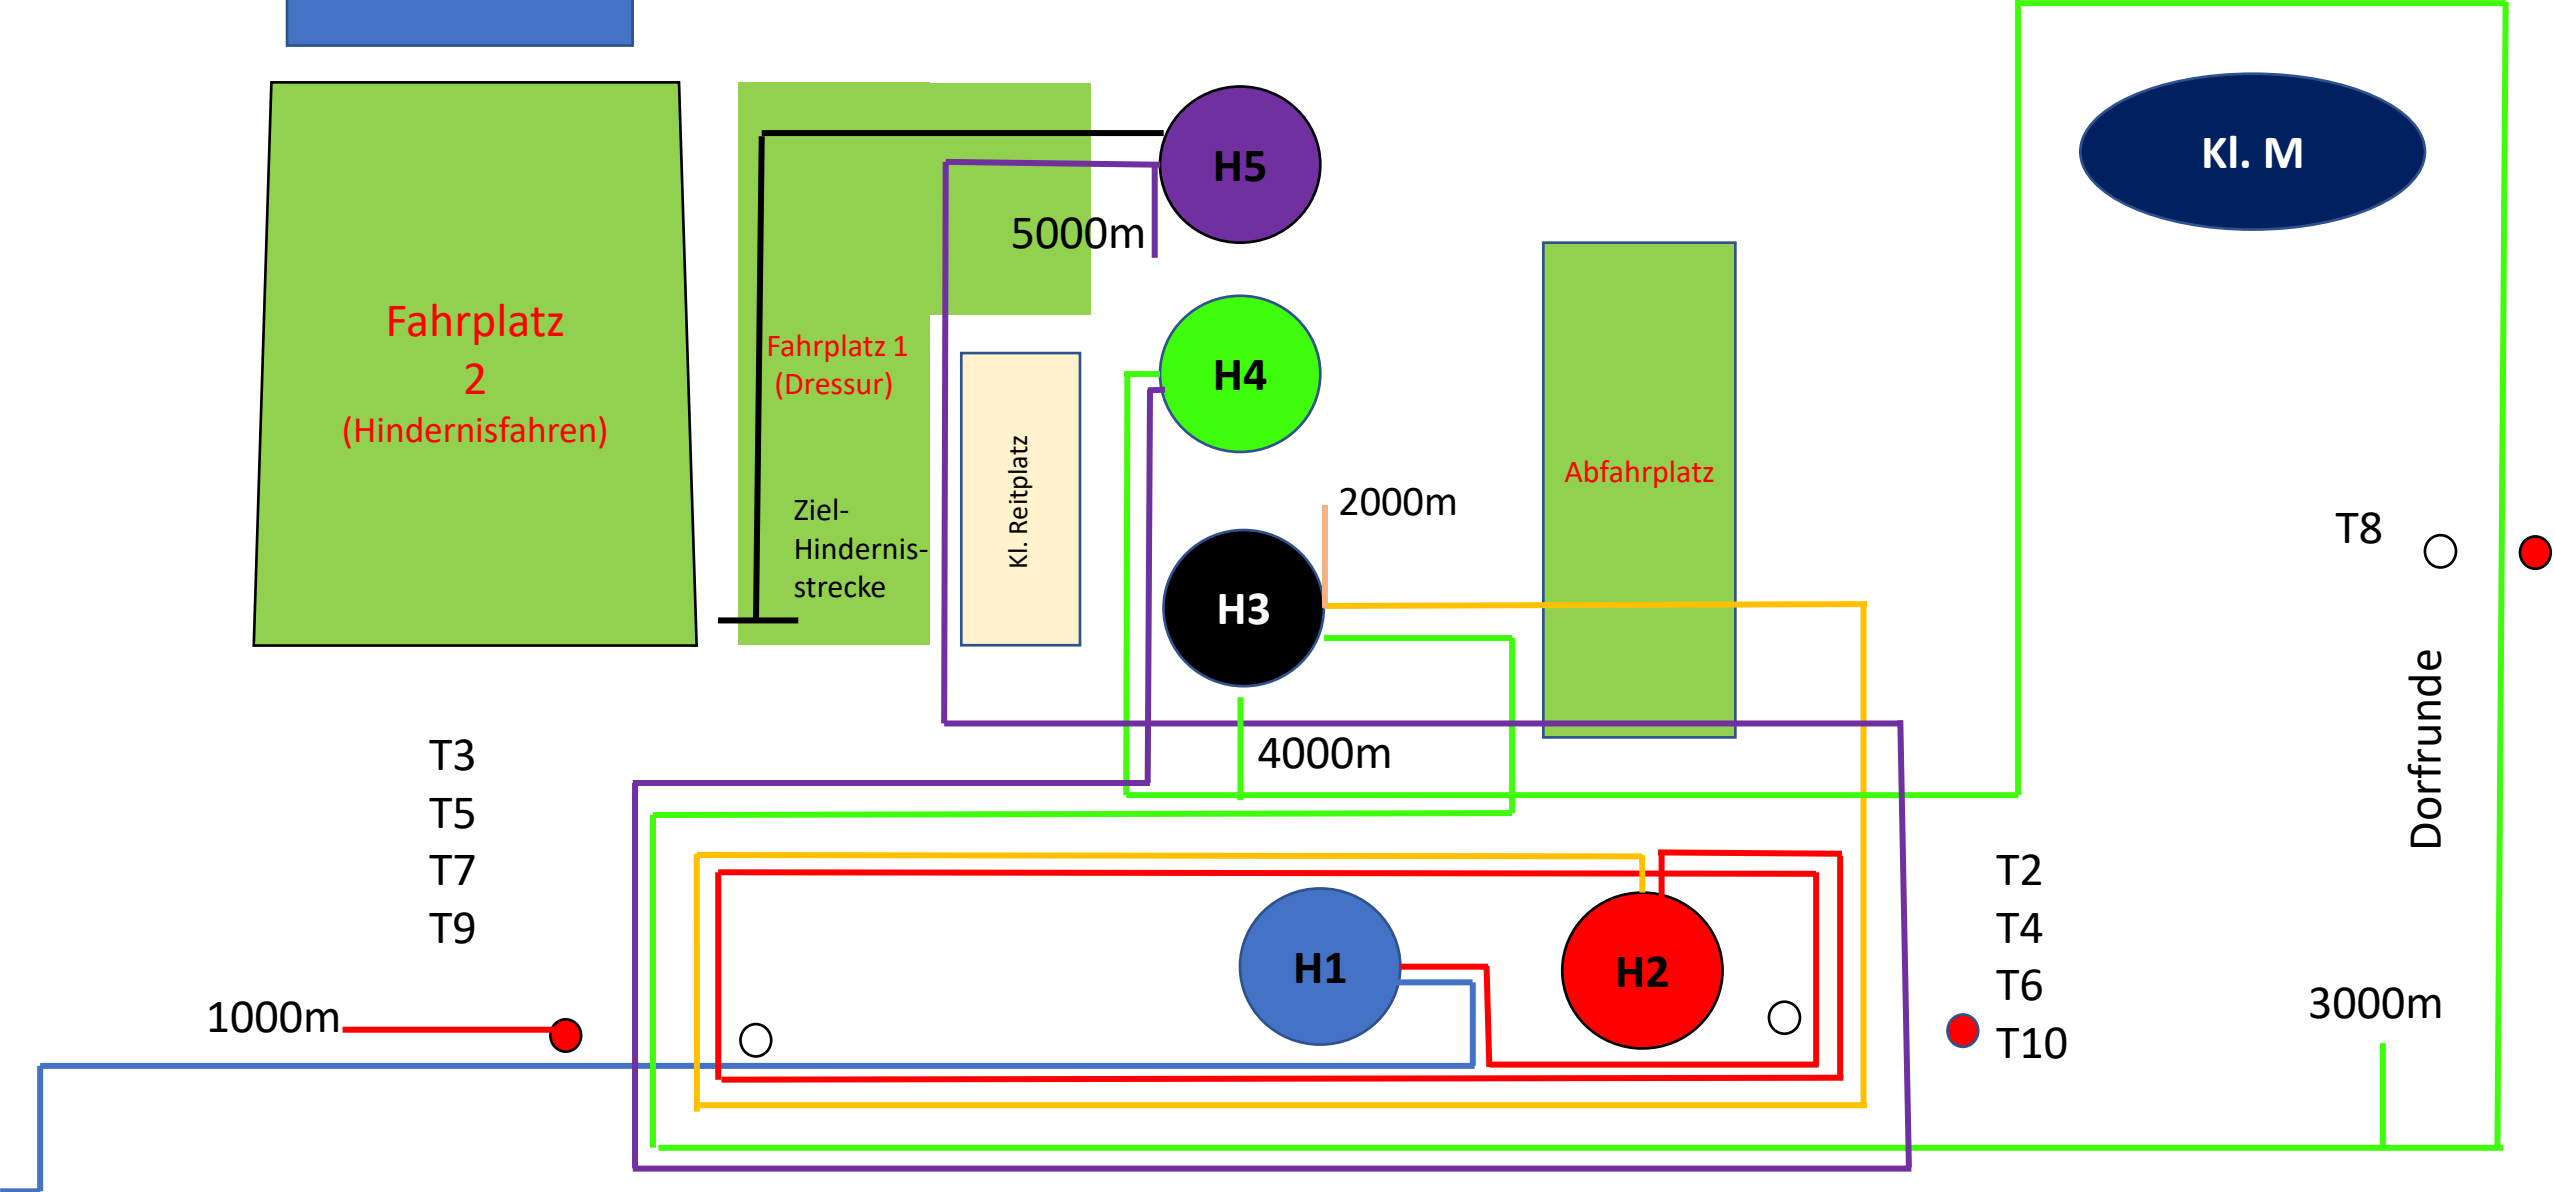 H5
Kl. M
5000m
Fahrplatz
2
(Hindernisfahren)
Fahrplatz 1
(Dressur)
H4
Kl. Reitplatz
Ziel-
Hindernis-
strecke
2000m
Abfahrplatz
T8
H3
Dorfrunde
4000m
T3
T5
T7
T9
1000m
H1
H2
T2
T4
T6
T10
3000m